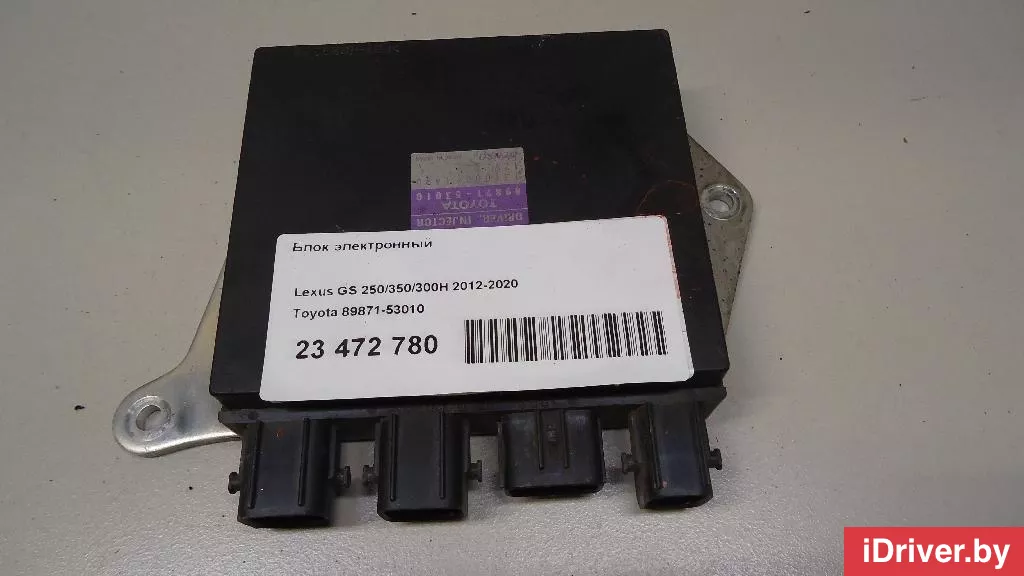 89871-53010
TOYOTA
DRIVER, INJECTOR
Блок электронный
Lexus GS 250/350/300H 2012-2020
Toyota 89871-53010
23 472 780
iDriver.by